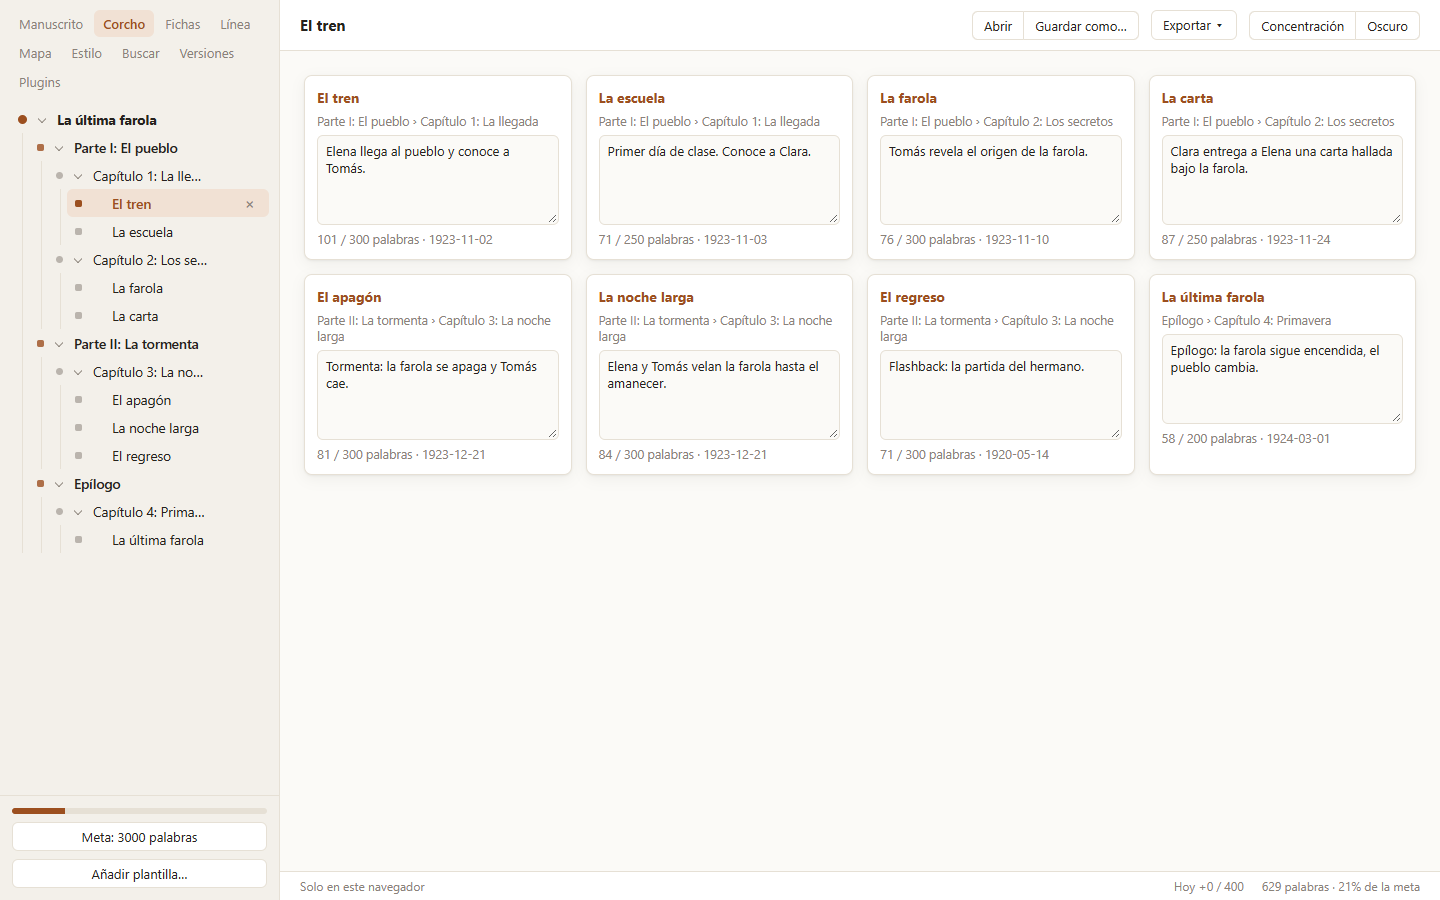 Manuscrito Corcho Fichas Línea
Mapa Estilo Buscar Versiones
Plugins
La última farola
Parte I: El pueblo
Capítulo 1: La lle...
El tren ×
La escuela
Capítulo 2: Los se...
La farola
La carta
Parte II: La tormenta
Capítulo 3: La no...
El apagón
La noche larga
El regreso
Epílogo
Capítulo 4: Prima...
La última farola
Meta: 3000 palabras
Añadir plantilla...
El tren
Abrir Guardar como... Exportar Concentración Oscuro
El tren
Parte I: El pueblo › Capítulo 1: La llegada
Elena llega al pueblo y conoce a
Tomás.
101 / 300 palabras · 1923-11-02
La escuela
Parte I: El pueblo › Capítulo 1: La llegada
Primer día de clase. Conoce a Clara.
71 / 250 palabras · 1923-11-03
La farola
Parte I: El pueblo › Capítulo 2: Los secretos
Tomás revela el origen de la farola.
76 / 300 palabras · 1923-11-10
La carta
Parte I: El pueblo › Capítulo 2: Los secretos
Clara entrega a Elena una carta hallada
bajo la farola.
87 / 250 palabras · 1923-11-24
El apagón
Parte II: La tormenta › Capítulo 3: La noche
larga
Tormenta: la farola se apaga y Tomás
cae.
81 / 300 palabras · 1923-12-21
La noche larga
Parte II: La tormenta › Capítulo 3: La noche
larga
Elena y Tomás velan la farola hasta el
amanecer.
84 / 300 palabras · 1923-12-21
El regreso
Parte II: La tormenta › Capítulo 3: La noche
larga
Flashback: la partida del hermano.
71 / 300 palabras · 1920-05-14
La última farola
Epílogo › Capítulo 4: Primavera
Epílogo: la farola sigue encendida, el
pueblo cambia.
58 / 200 palabras · 1924-03-01
Solo en este navegador
Hoy +0 / 400 629 palabras · 21% de la meta